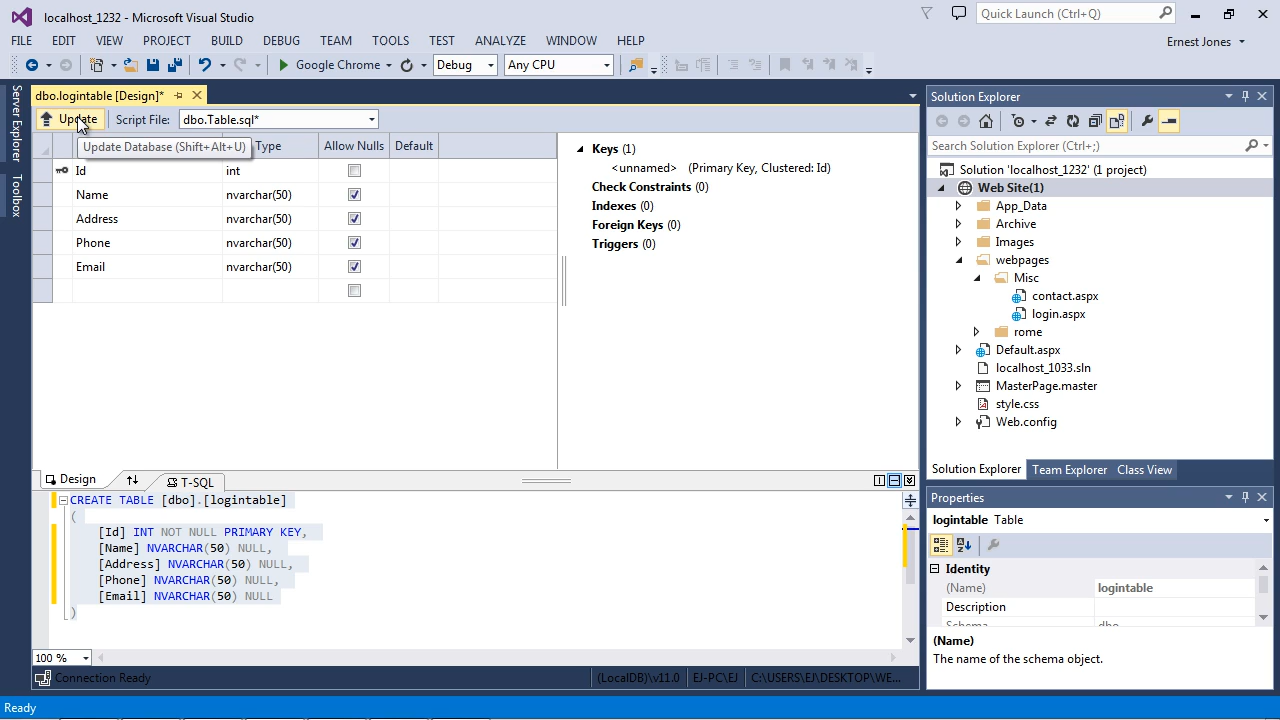 localhost_1232 - Microsoft Visual Studio
Quick Launch (Ctrl+Q)
FILE EDIT VIEW PROJECT BUILD DEBUG TEAM TOOLS TEST ANALYZE WINDOW HELP
Ernest Jones
Google Chrome Debug Any CPU
Server Explorer
Toolbox
dbo.logintable [Design]*
Update Script File: dbo.Table.sql*
Update Database (Shift+Alt+U)
Type Allow Nulls Default
Id int
Name nvarchar(50)
Address nvarchar(50)
Phone nvarchar(50)
Email nvarchar(50)
Keys (1)
<unnamed> (Primary Key, Clustered: Id)
Check Constraints (0)
Indexes (0)
Foreign Keys (0)
Triggers (0)
Design T-SQL
CREATE TABLE [dbo].[logintable]
(
[Id] INT NOT NULL PRIMARY KEY,
[Name] NVARCHAR(50) NULL,
[Address] NVARCHAR(50) NULL,
[Phone] NVARCHAR(50) NULL,
[Email] NVARCHAR(50) NULL
)
100 %
Connection Ready (LocalDB)\v11.0 EJ-PC\EJ C:\USERS\EJ\DESKTOP\WE...
Solution Explorer
Search Solution Explorer (Ctrl+;)
Solution 'localhost_1232' (1 project)
Web Site(1)
App_Data
Archive
Images
webpages
Misc
contact.aspx
login.aspx
rome
Default.aspx
localhost_1033.sln
MasterPage.master
style.css
Web.config
Solution Explorer Team Explorer Class View
Properties
logintable Table
Identity
(Name) logintable
Description
Schema dbo
(Name)
The name of the schema object.
Ready